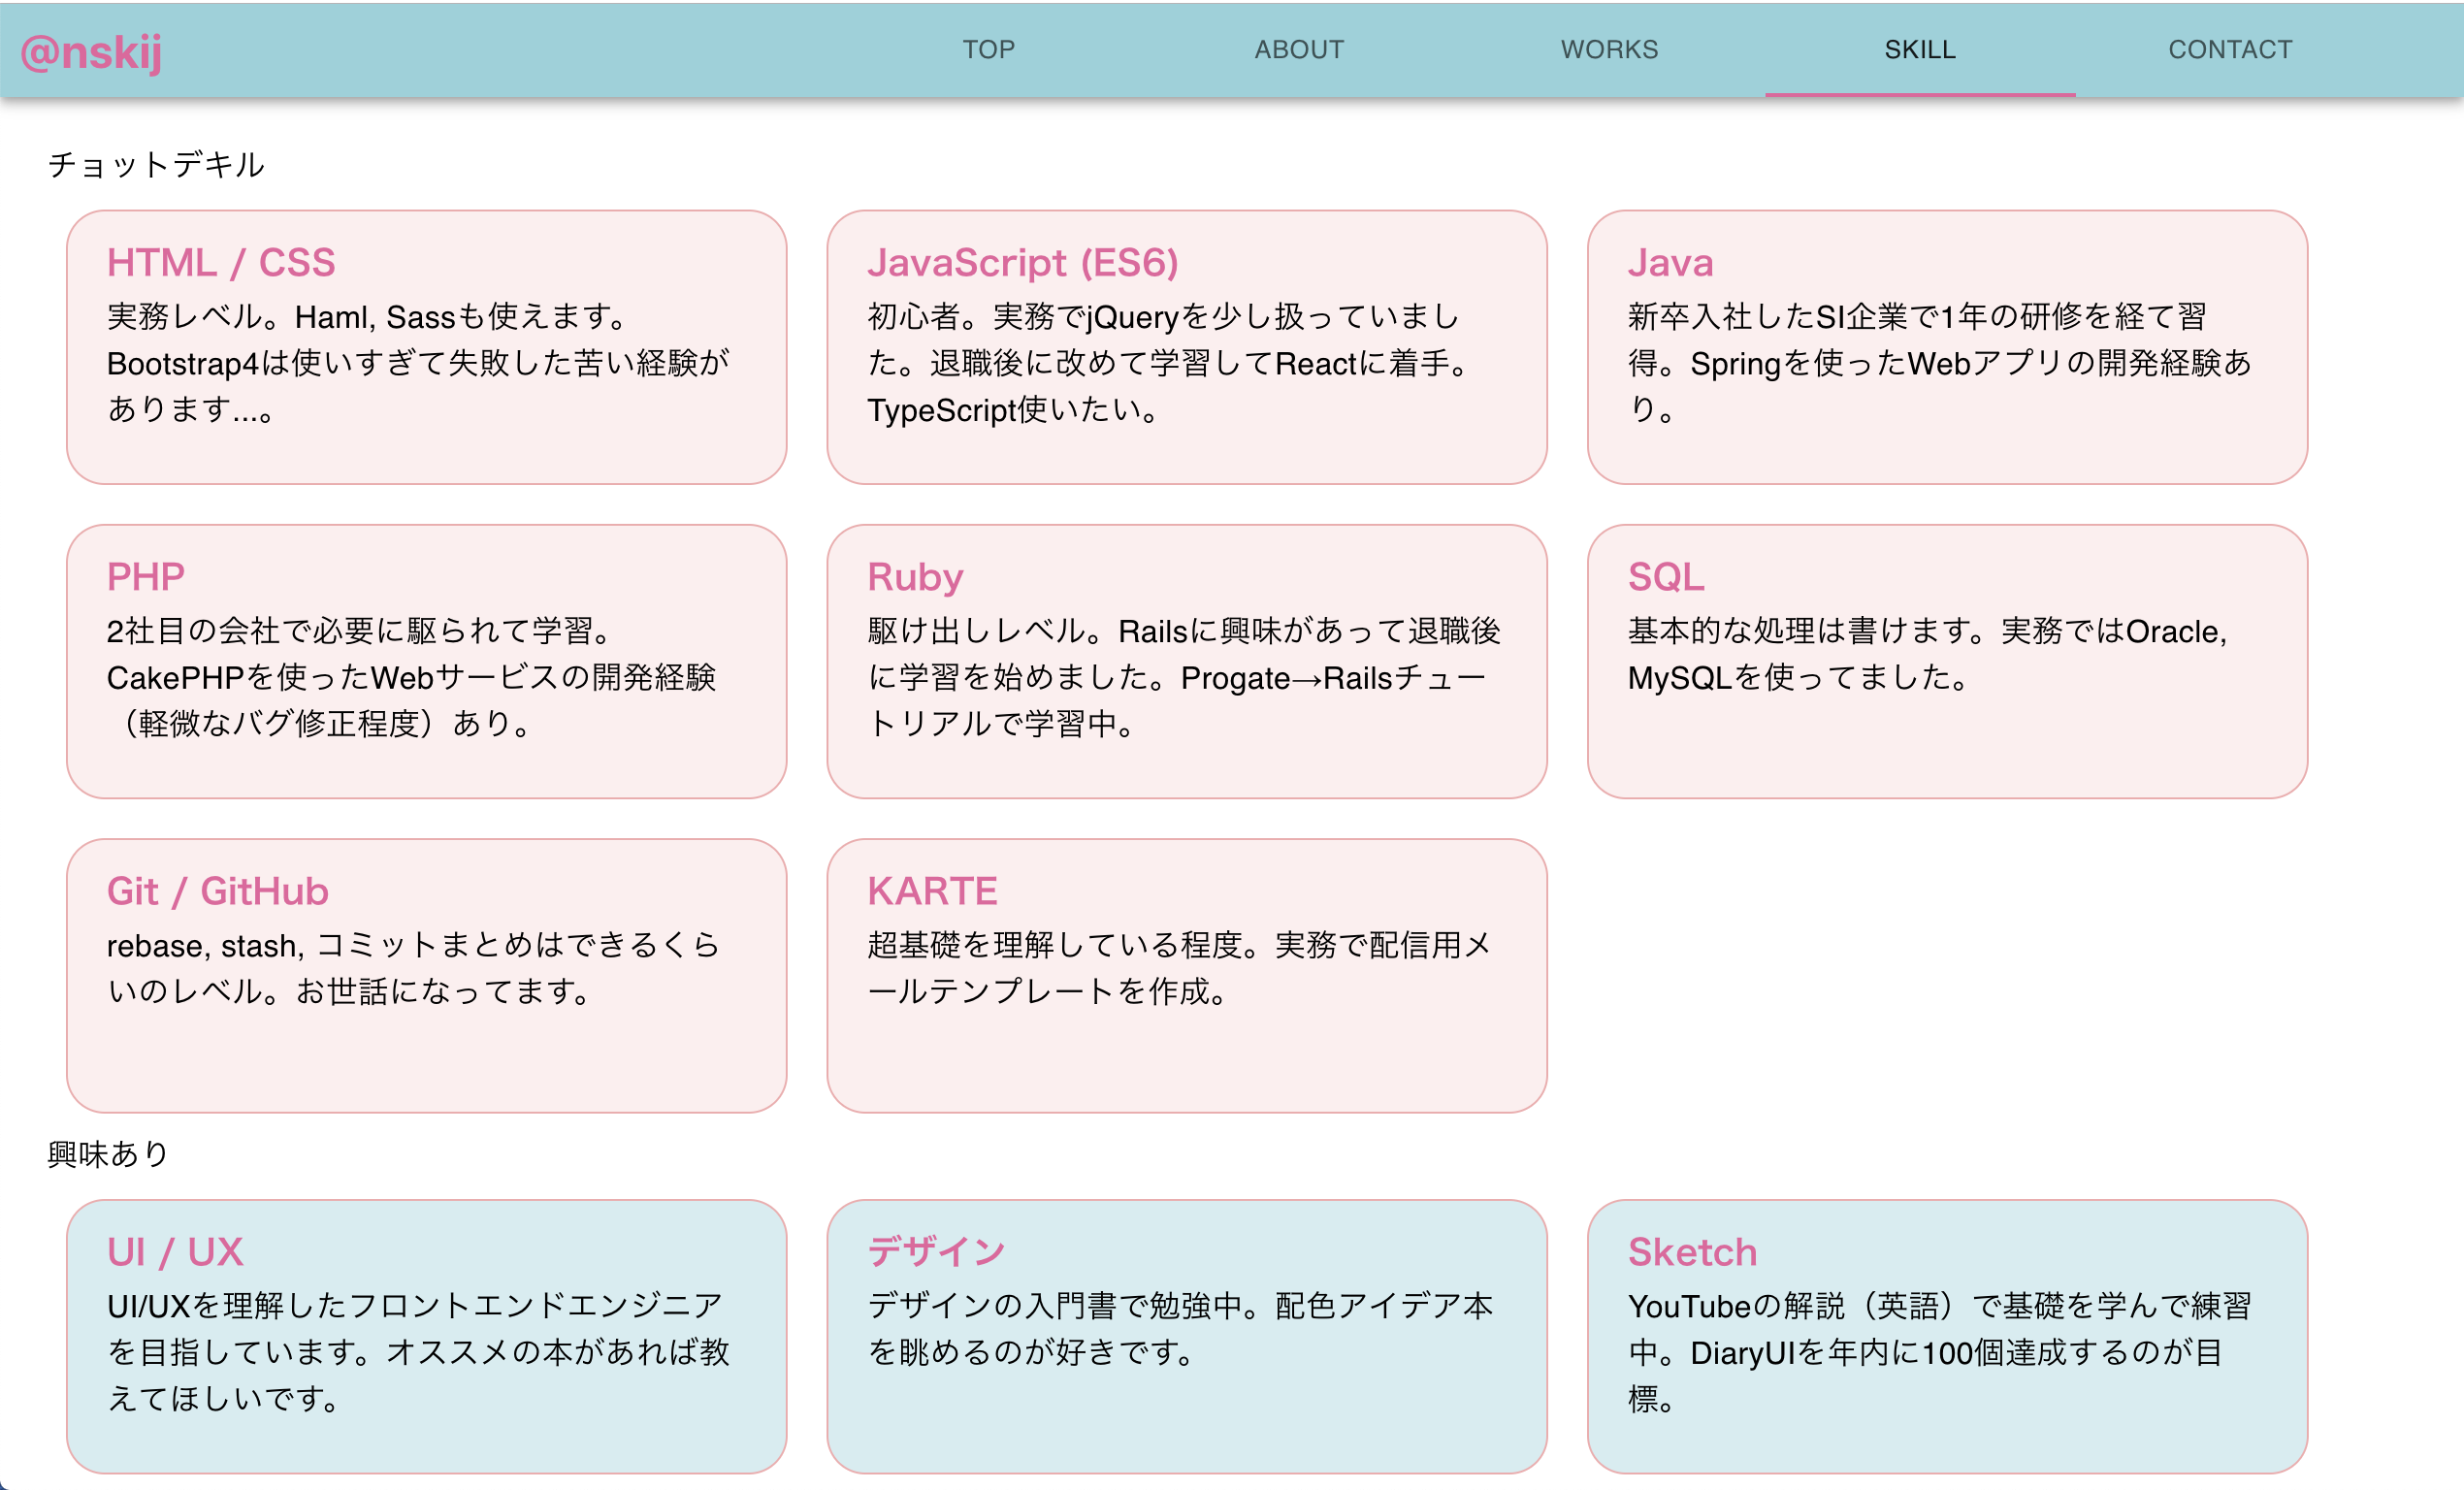 @nskij
TOP ABOUT WORKS SKILL CONTACT
チョットデキル
HTML / CSS
実務レベル。Haml, Sassも使えます。
Bootstrap4は使いすぎて失敗した苦い経験が
あります...。
JavaScript (ES6)
初心者。実務でjQueryを少し扱っていまし
た。退職後に改めて学習してReactに着手。
TypeScript使いたい。
Java
新卒入社したSI企業で1年の研修を経て習
得。Springを使ったWebアプリの開発経験あ
り。
PHP
2社目の会社で必要に駆られて学習。
CakePHPを使ったWebサービスの開発経験
（軽微なバグ修正程度）あり。
Ruby
駆け出しレベル。Railsに興味があって退職後
に学習を始めました。Progate→Railsチュー
トリアルで学習中。
SQL
基本的な処理は書けます。実務ではOracle,
MySQLを使ってました。
Git / GitHub
rebase, stash, コミットまとめはできるくら
いのレベル。お世話になってます。
KARTE
超基礎を理解している程度。実務で配信用メ
ールテンプレートを作成。
興味あり
UI / UX
UI/UXを理解したフロントエンドエンジニア
を目指しています。オススメの本があれば教
えてほしいです。
デザイン
デザインの入門書で勉強中。配色アイデア本
を眺めるのが好きです。
Sketch
YouTubeの解説（英語）で基礎を学んで練習
中。DiaryUIを年内に100個達成するのが目
標。